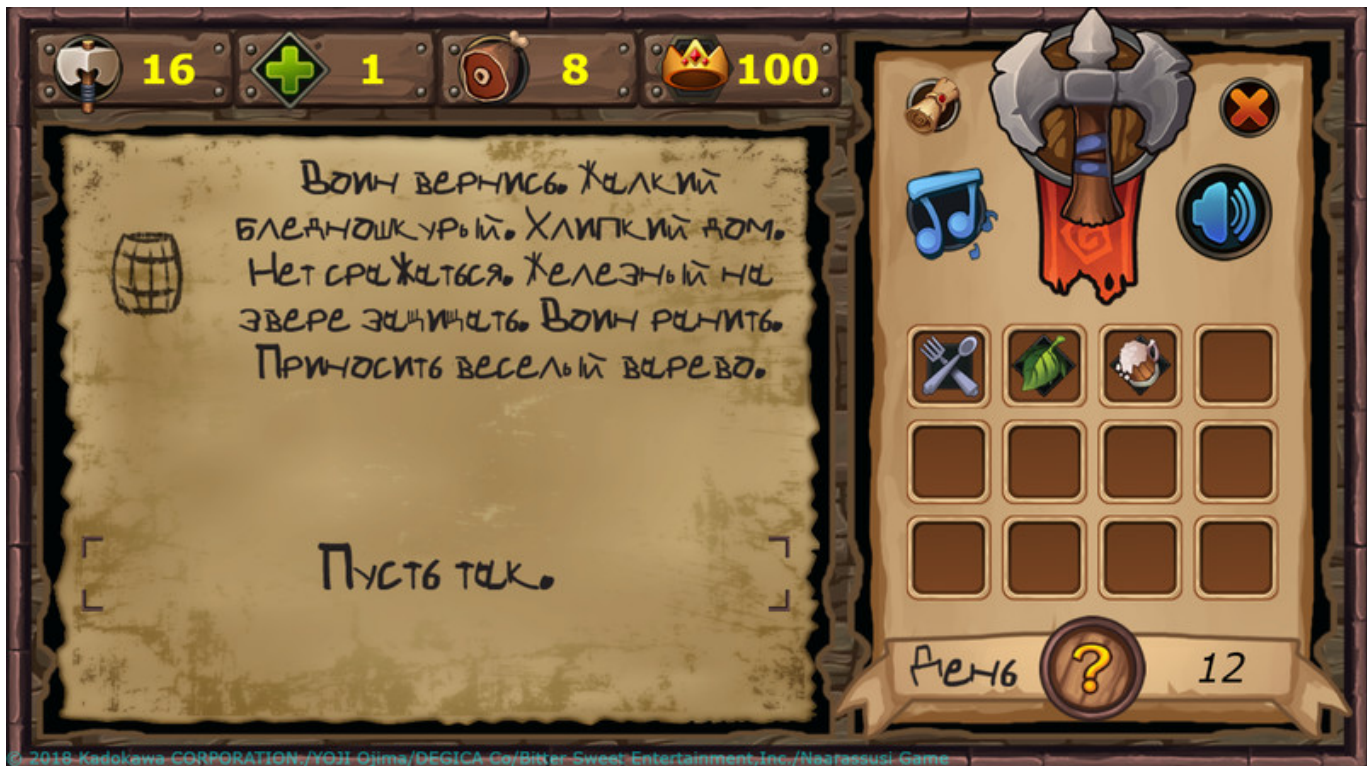 16 1 8 100
Воин вернись. Жалкий
бледношкурый. Хлипкий дом.
Нет сражаться. Железный на
звере защищать. Воин ранить.
Приносить веселый варево.
Пусть так.
День ? 12
© 2018 Kadokawa CORPORATION./YOJI Ojima/DEGICA Co/Bitter Sweet Entertainment,Inc./Naarassusi Game